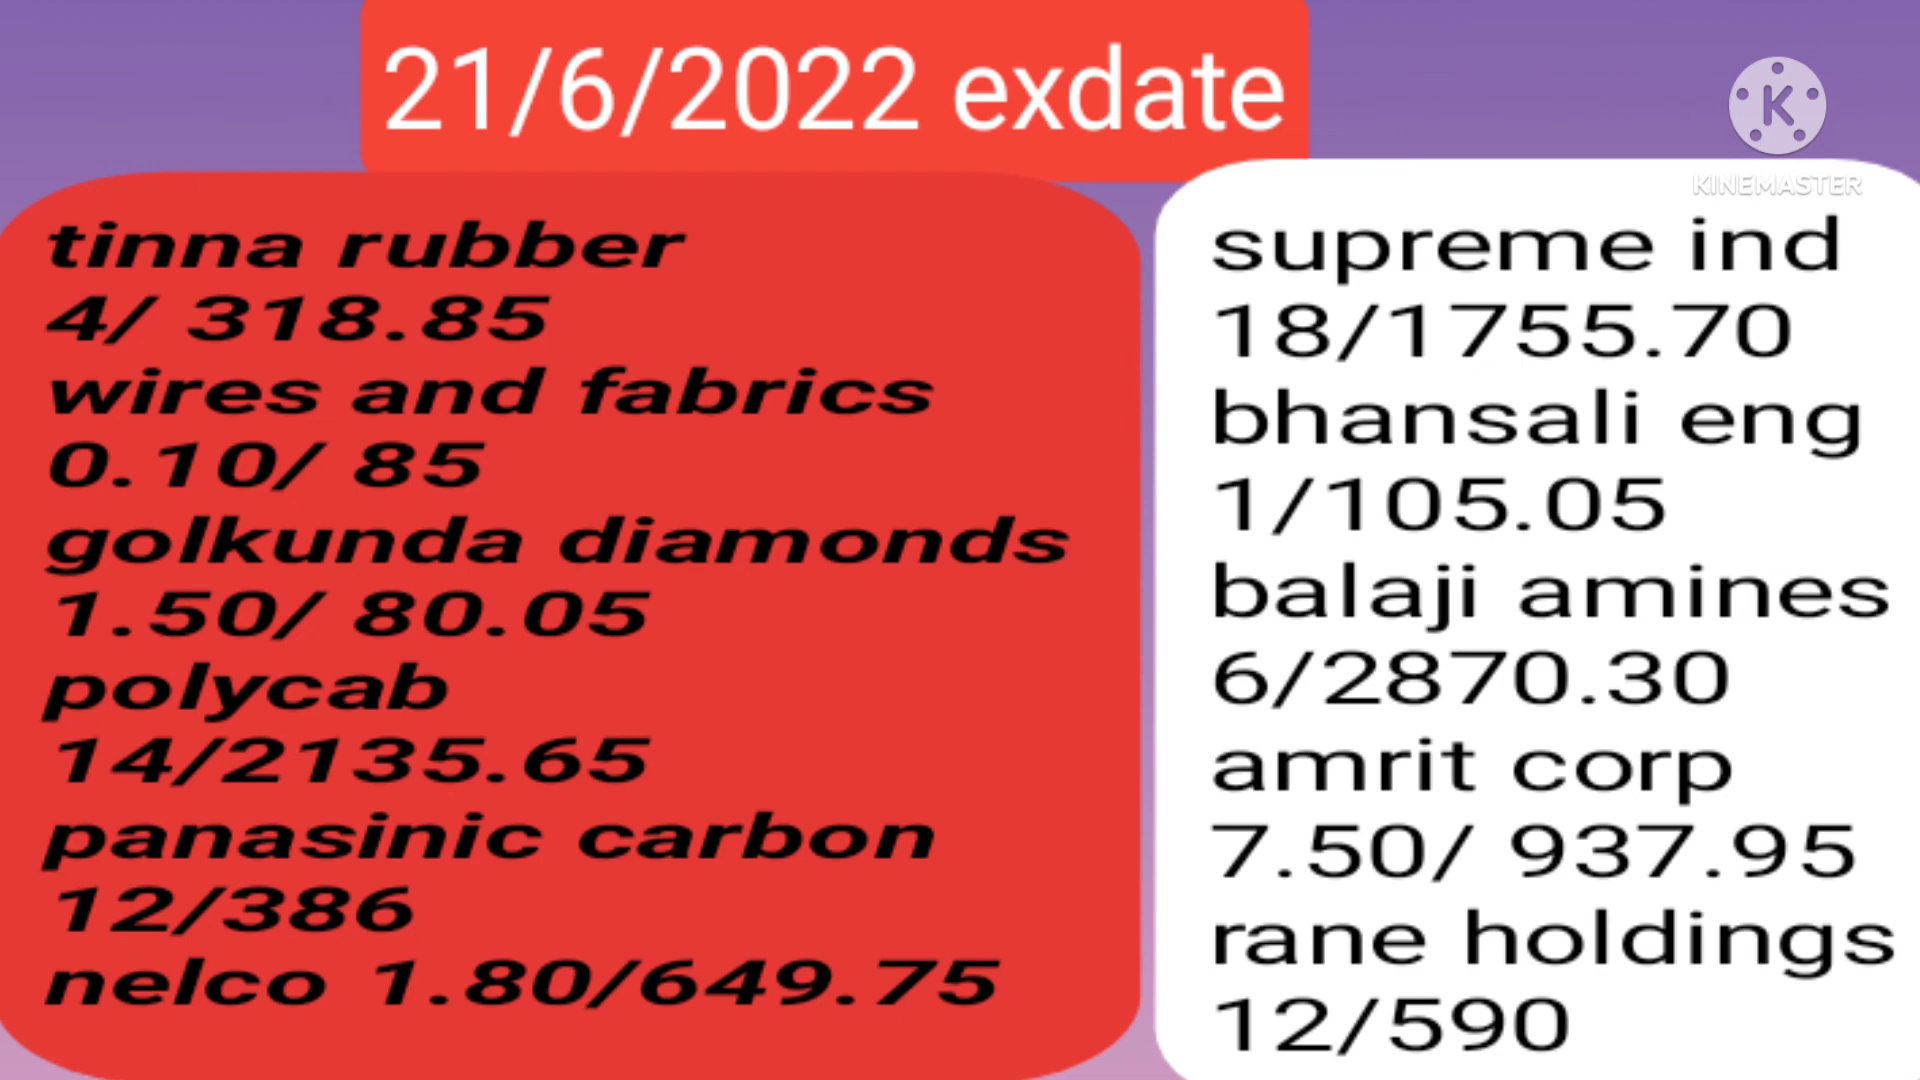 21/6/2022 exdate
KINEMASTER
tinna rubber
4/ 318.85
wires and fabrics
0.10/ 85
golkunda diamonds
1.50/ 80.05
polycab
14/2135.65
panasinic carbon
12/386
nelco 1.80/649.75
supreme ind
18/1755.70
bhansali eng
1/105.05
balaji amines
6/2870.30
amrit corp
7.50/ 937.95
rane holdings
12/590